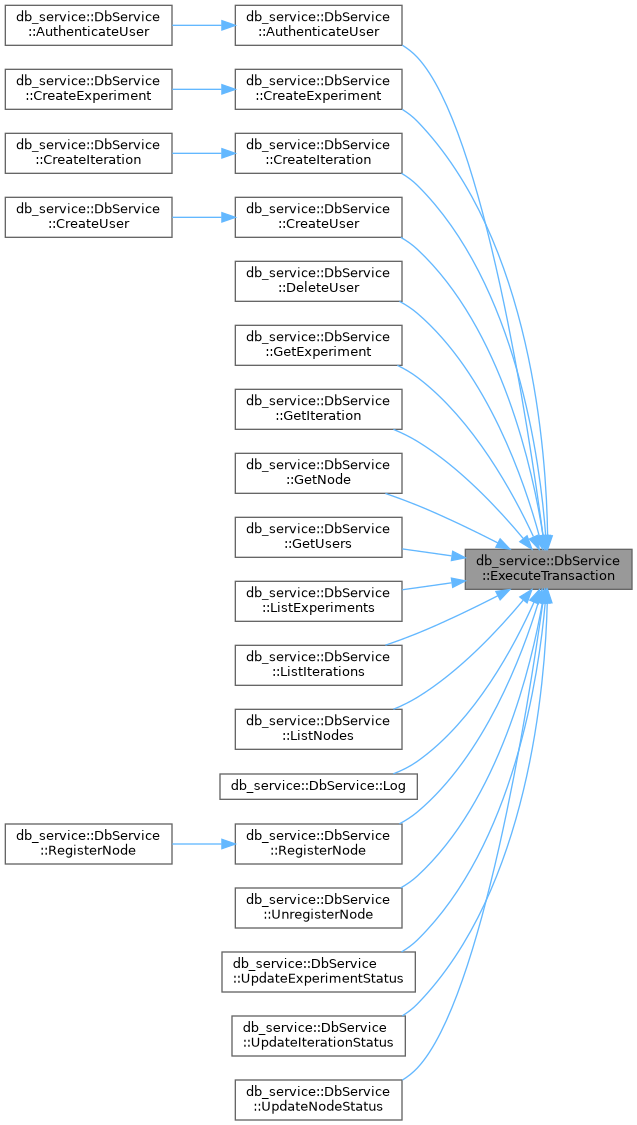 db_service::DbService
::AuthenticateUser
db_service::DbService
::AuthenticateUser
db_service::DbService
::CreateExperiment
db_service::DbService
::CreateExperiment
db_service::DbService
::CreateIteration
db_service::DbService
::CreateIteration
db_service::DbService
::CreateUser
db_service::DbService
::CreateUser
db_service::DbService
::DeleteUser
db_service::DbService
::GetExperiment
db_service::DbService
::GetIteration
db_service::DbService
::GetNode
db_service::DbService
::GetUsers
db_service::DbService
::ExecuteTransaction
db_service::DbService
::ListExperiments
db_service::DbService
::ListIterations
db_service::DbService
::ListNodes
db_service::DbService::Log
db_service::DbService
::RegisterNode
db_service::DbService
::RegisterNode
db_service::DbService
::UnregisterNode
db_service::DbService
::UpdateExperimentStatus
db_service::DbService
::UpdateIterationStatus
db_service::DbService
::UpdateNodeStatus